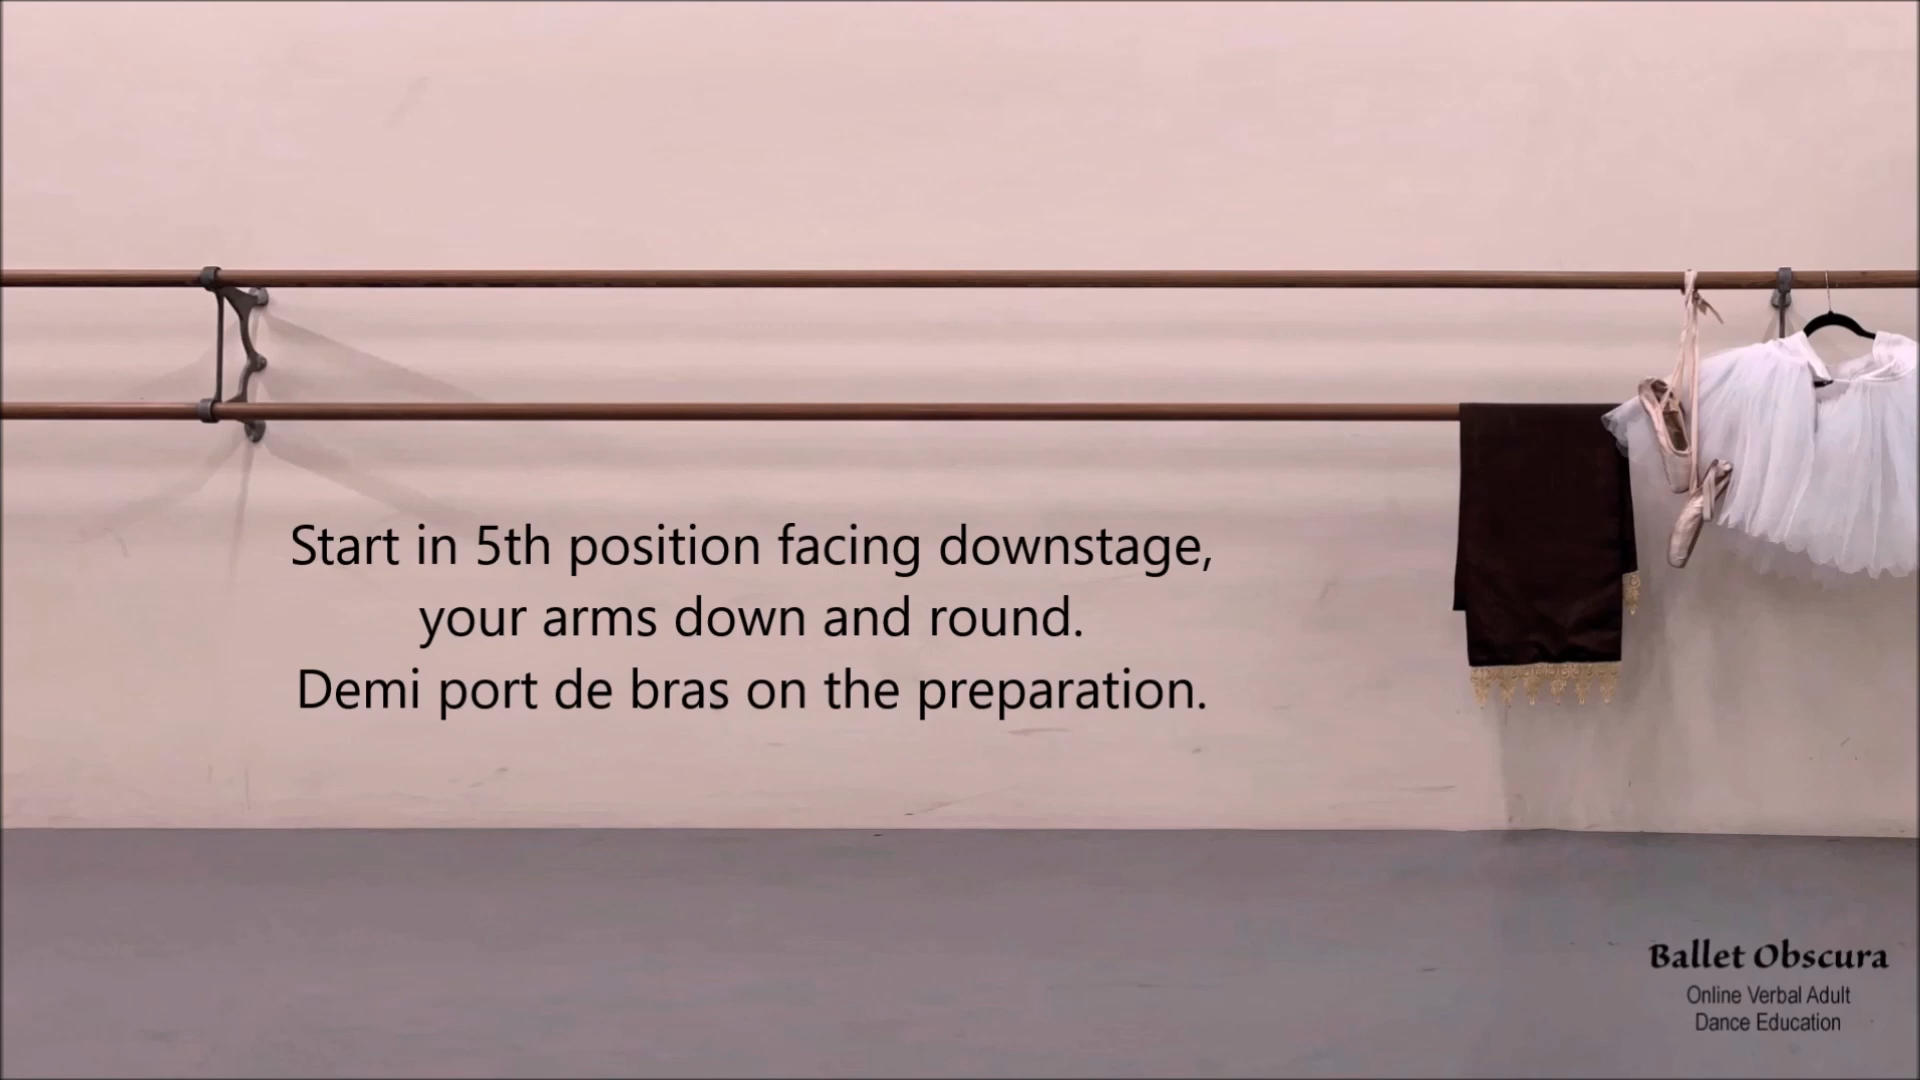 Start in 5th position facing downstage,
your arms down and round.
Demi port de bras on the preparation.
Ballet Obscura
Online Verbal Adult
Dance Education